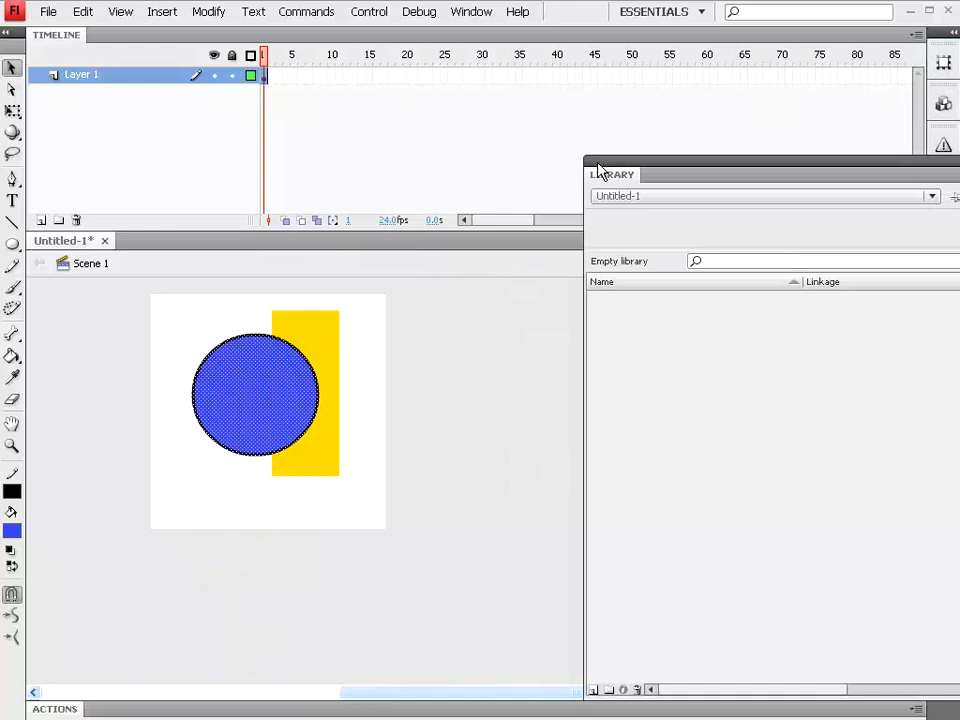 Fl File Edit View Insert Modify Text Commands Control Debug Window Help ESSENTIALS
TIMELINE
1 5 10 15 20 25 30 35 40 45 50 55 60 65 70 75 80 85
Layer 1
LIBRARY
Untitled-1
1 24.0fps 0.0s
Untitled-1*
Scene 1
Empty library
Name Linkage
T
ACTIONS